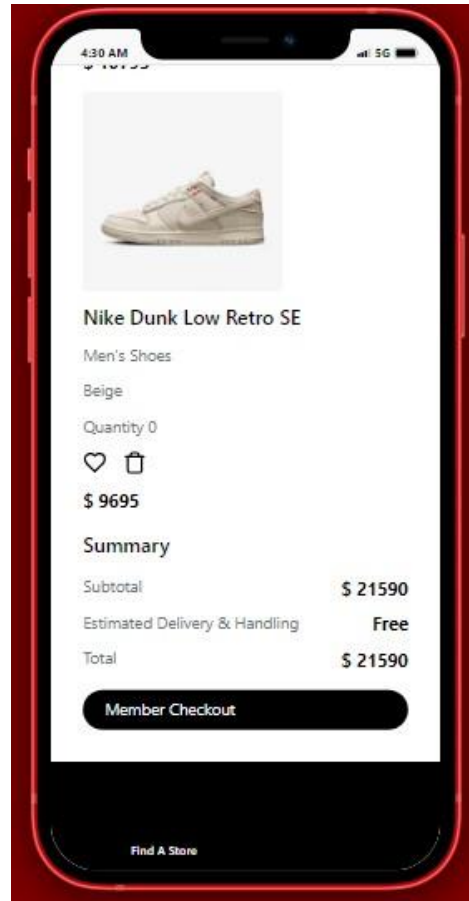 4:30 AM 5G
Nike Dunk Low Retro SE
Men's Shoes
Beige
Quantity 0
$ 9695
Summary
Subtotal $ 21590
Estimated Delivery & Handling Free
Total $ 21590
Member Checkout
Find A Store